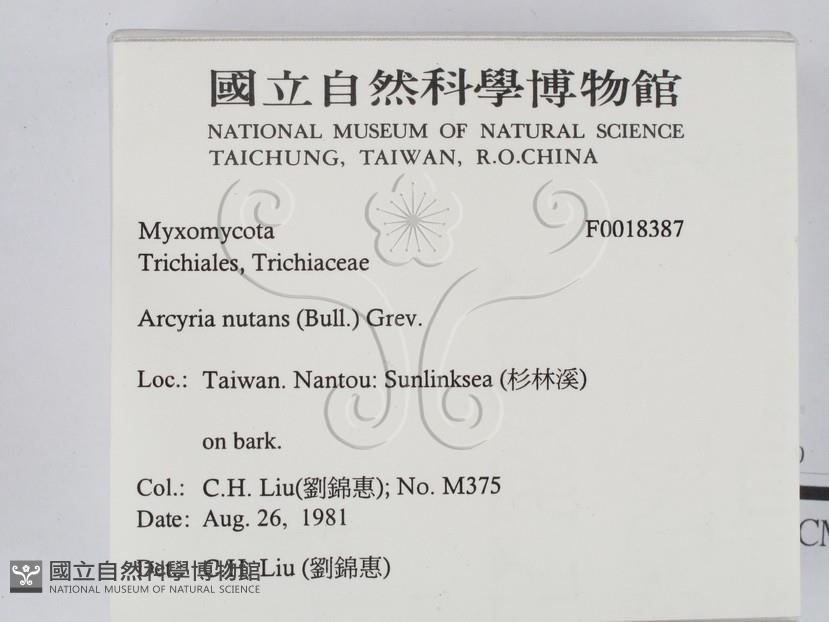 國立自然科學博物館
NATIONAL MUSEUM OF NATURAL SCIENCE
TAICHUNG, TAIWAN, R.O.CHINA
Myxomycota F0018387
Trichiales, Trichiaceae
Arcyria nutans (Bull.) Grev.
Loc.: Taiwan. Nantou: Sunlinksea (杉林溪)
on bark.
Col.: C.H. Liu(劉錦惠); No. M375
Date: Aug. 26, 1981
Det.: C.H. Liu (劉錦惠)
國立自然科學博物館
NATIONAL MUSEUM OF NATURAL SCIENCE
CM